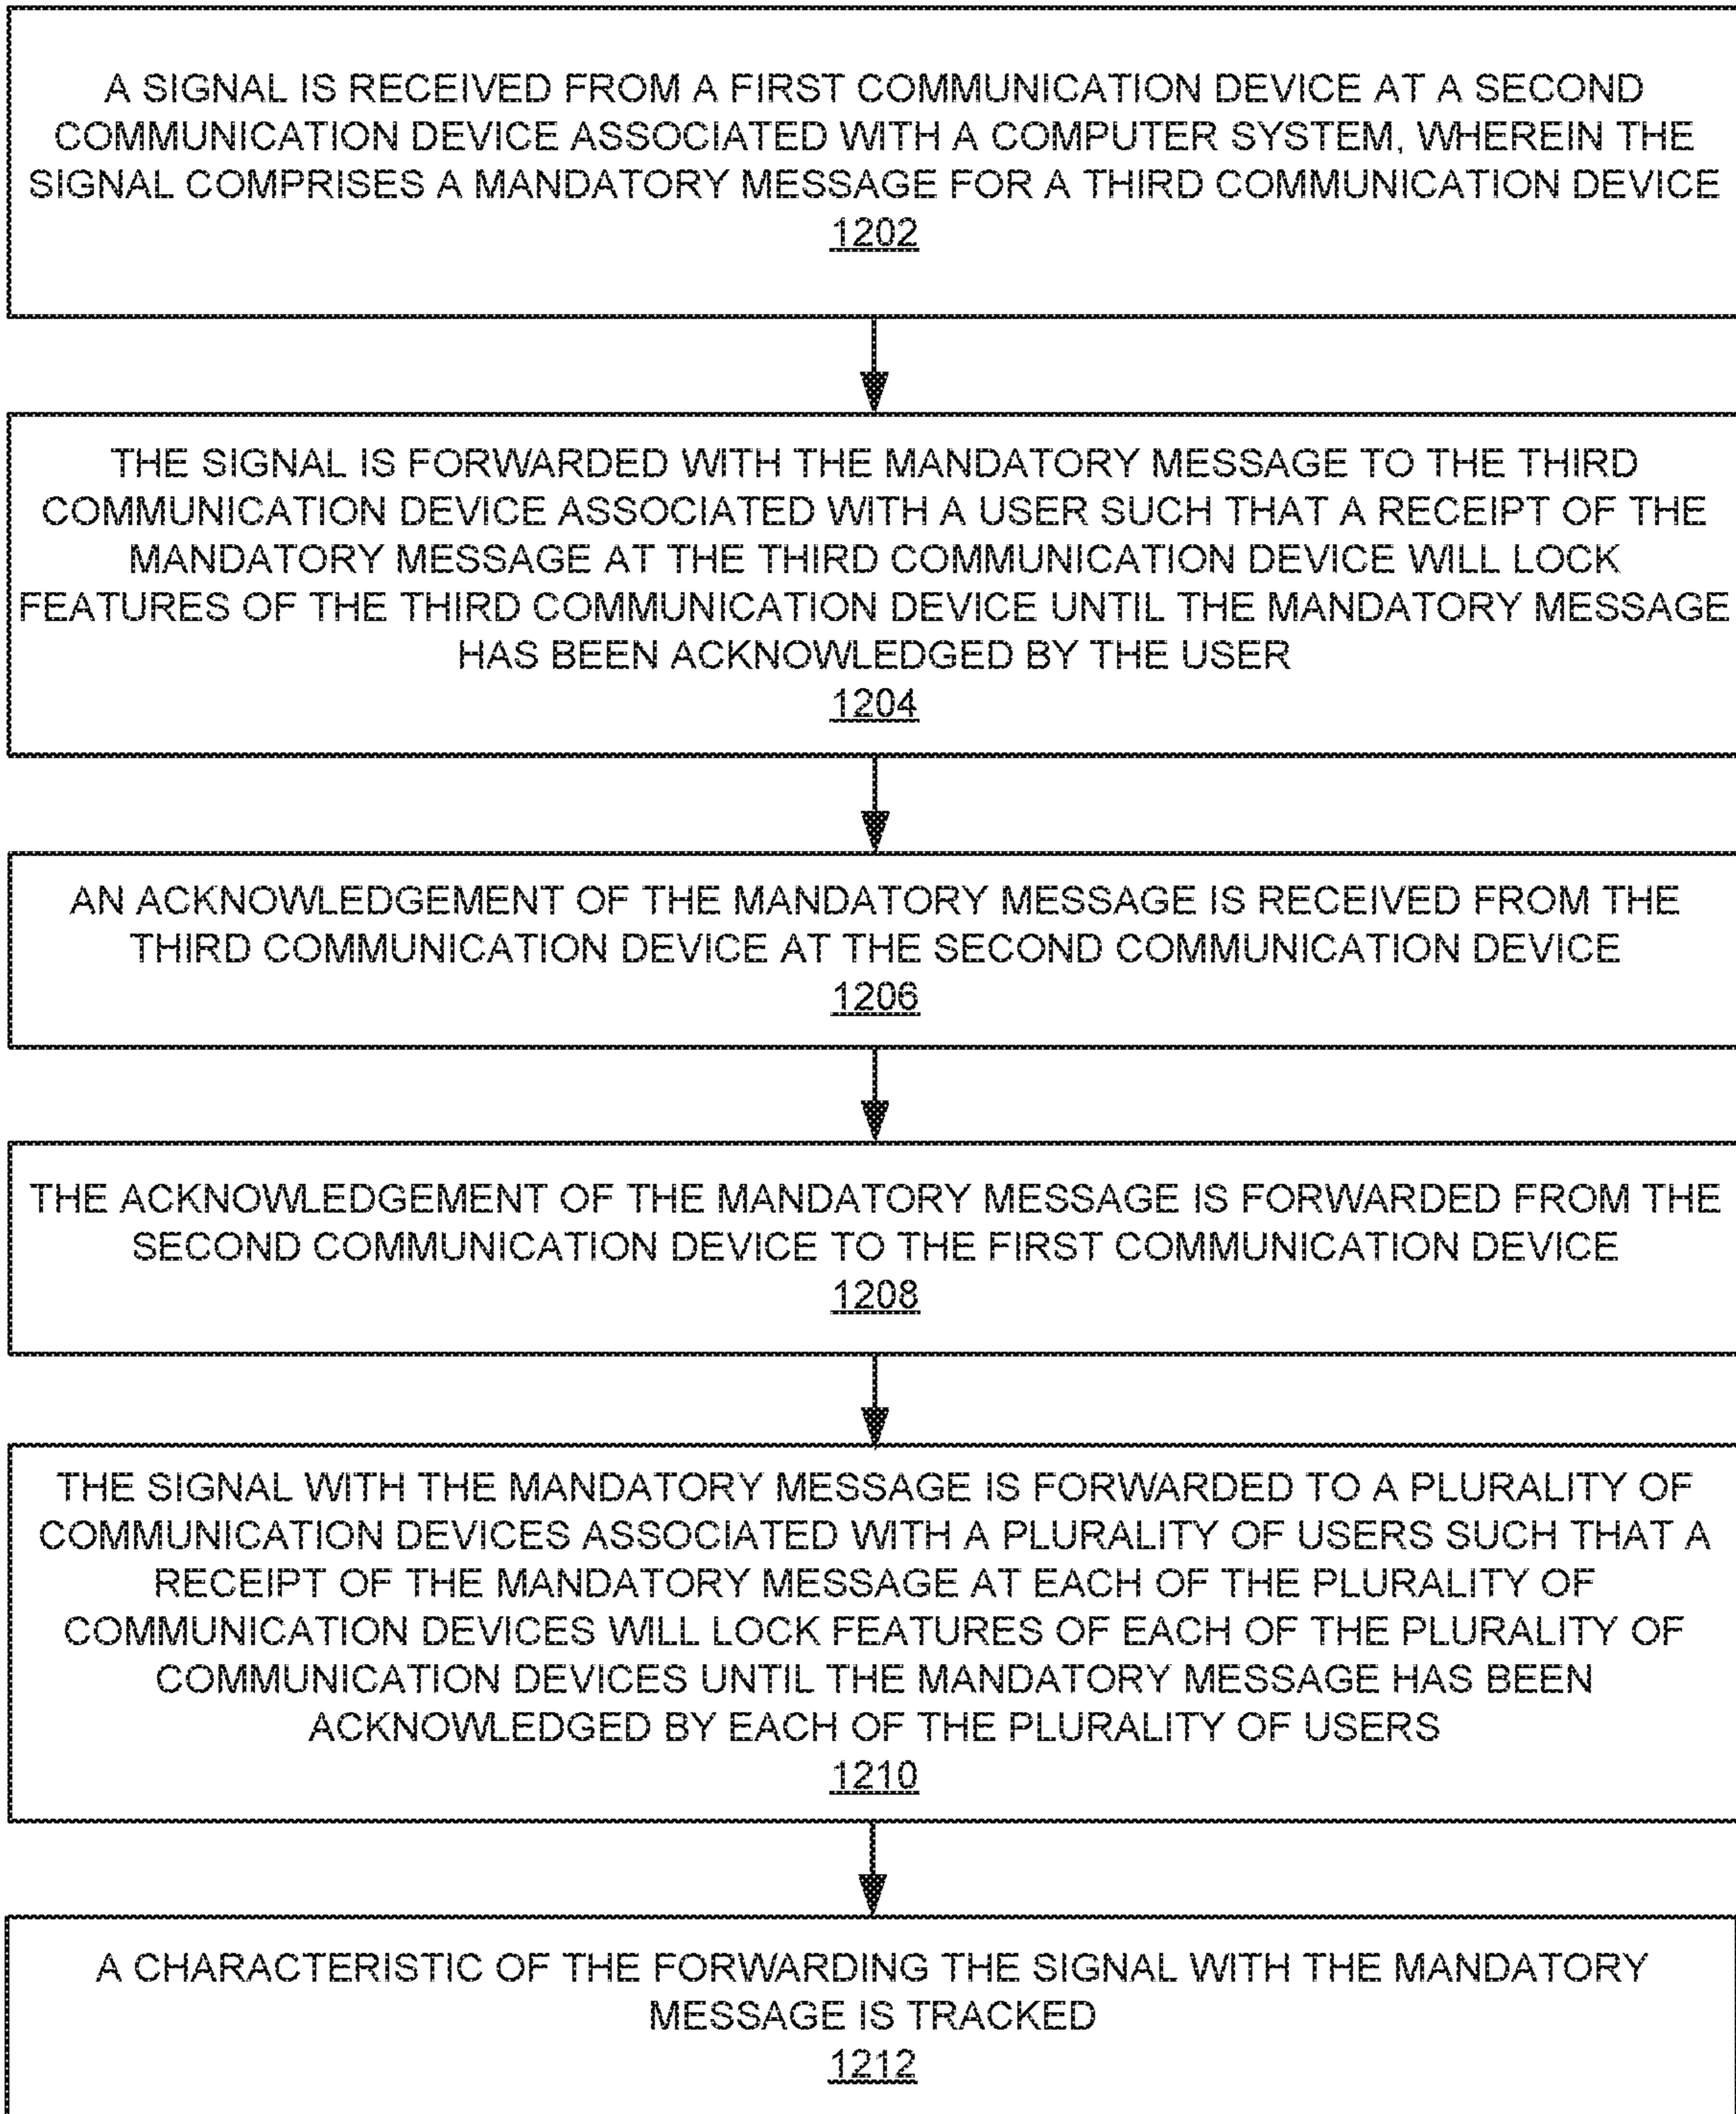 A SIGNAL IS RECEIVED FROM A FIRST COMMUNICATION DEVICE AT A SECOND
COMMUNICATION DEVICE ASSOCIATED WITH A COMPUTER SYSTEM, WHEREIN THE
SIGNAL COMPRISES A MANDATORY MESSAGE FOR A THIRD COMMUNICATION DEVICE
1202
THE SIGNAL IS FORWARDED WITH THE MANDATORY MESSAGE TO THE THIRD
COMMUNICATION DEVICE ASSOCIATED WITH A USER SUCH THAT A RECEIPT OF THE
MANDATORY MESSAGE AT THE THIRD COMMUNICATION DEVICE WILL LOCK
FEATURES OF THE THIRD COMMUNICATION DEVICE UNTIL THE MANDATORY MESSAGE
HAS BEEN ACKNOWLEDGED BY THE USER
1204
AN ACKNOWLEDGEMENT OF THE MANDATORY MESSAGE IS RECEIVED FROM THE
THIRD COMMUNICATION DEVICE AT THE SECOND COMMUNICATION DEVICE
1206
THE ACKNOWLEDGEMENT OF THE MANDATORY MESSAGE IS FORWARDED FROM THE
SECOND COMMUNICATION DEVICE TO THE FIRST COMMUNICATION DEVICE
1208
THE SIGNAL WITH THE MANDATORY MESSAGE IS FORWARDED TO A PLURALITY OF
COMMUNICATION DEVICES ASSOCIATED WITH A PLURALITY OF USERS SUCH THAT A
RECEIPT OF THE MANDATORY MESSAGE AT EACH OF THE PLURALITY OF
COMMUNICATION DEVICES WILL LOCK FEATURES OF EACH OF THE PLURALITY OF
COMMUNICATION DEVICES UNTIL THE MANDATORY MESSAGE HAS BEEN
ACKNOWLEDGED BY EACH OF THE PLURALITY OF USERS
1210
A CHARACTERISTIC OF THE FORWARDING THE SIGNAL WITH THE MANDATORY
MESSAGE IS TRACKED
1212